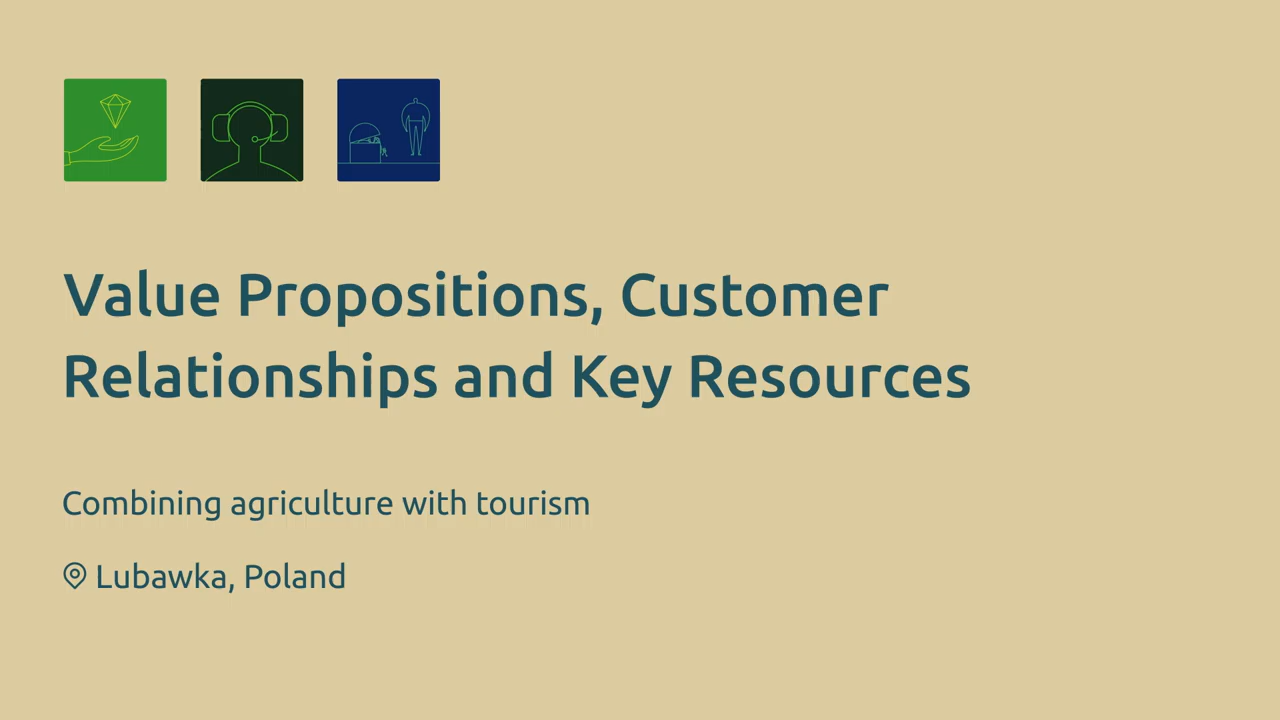 Value Propositions, Customer
Relationships and Key Resources
Combining agriculture with tourism
Lubawka, Poland